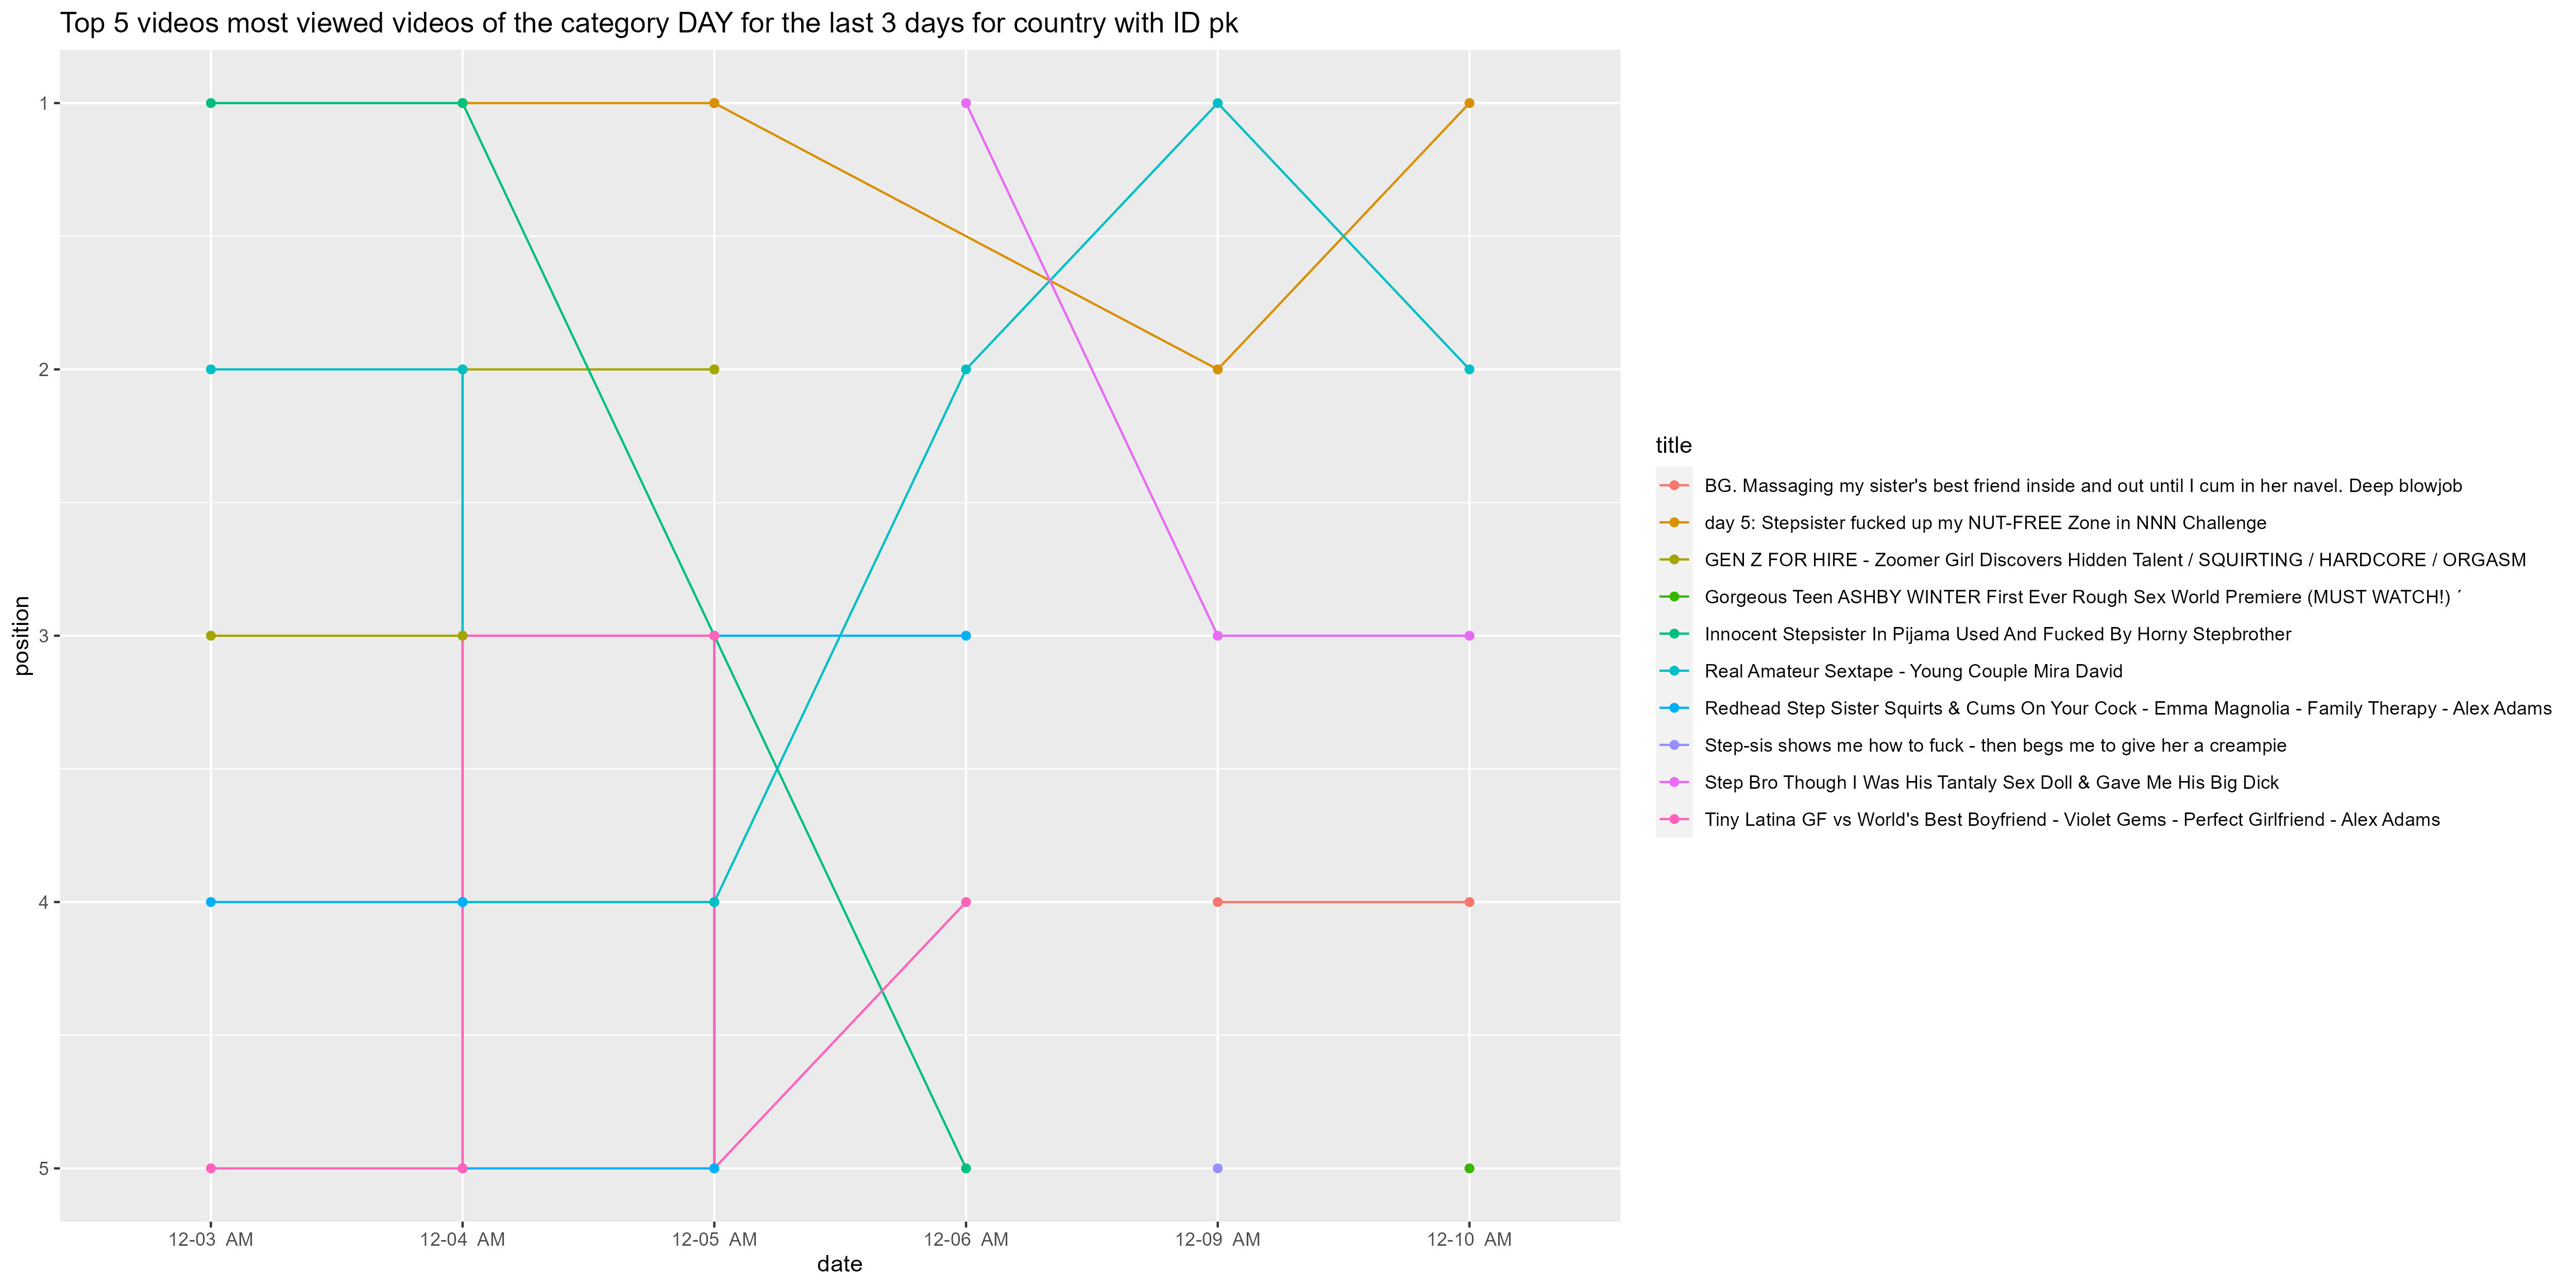 Top 5 videos most viewed videos of the category DAY for the last 3 days for country with ID pk
1
2
3
4
5
position
12-03 AM
12-04 AM
12-05 AM
12-06 AM
12-09 AM
12-10 AM
date
title
BG. Massaging my sister's best friend inside and out until I cum in her navel. Deep blowjob
day 5: Stepsister fucked up my NUT-FREE Zone in NNN Challenge
GEN Z FOR HIRE - Zoomer Girl Discovers Hidden Talent / SQUIRTING / HARDCORE / ORGASM
Gorgeous Teen ASHBY WINTER First Ever Rough Sex World Premiere (MUST WATCH!) ´
Innocent Stepsister In Pijama Used And Fucked By Horny Stepbrother
Real Amateur Sextape - Young Couple Mira David
Redhead Step Sister Squirts & Cums On Your Cock - Emma Magnolia - Family Therapy - Alex Adams
Step-sis shows me how to fuck - then begs me to give her a creampie
Step Bro Though I Was His Tantaly Sex Doll & Gave Me His Big Dick
Tiny Latina GF vs World's Best Boyfriend - Violet Gems - Perfect Girlfriend - Alex Adams